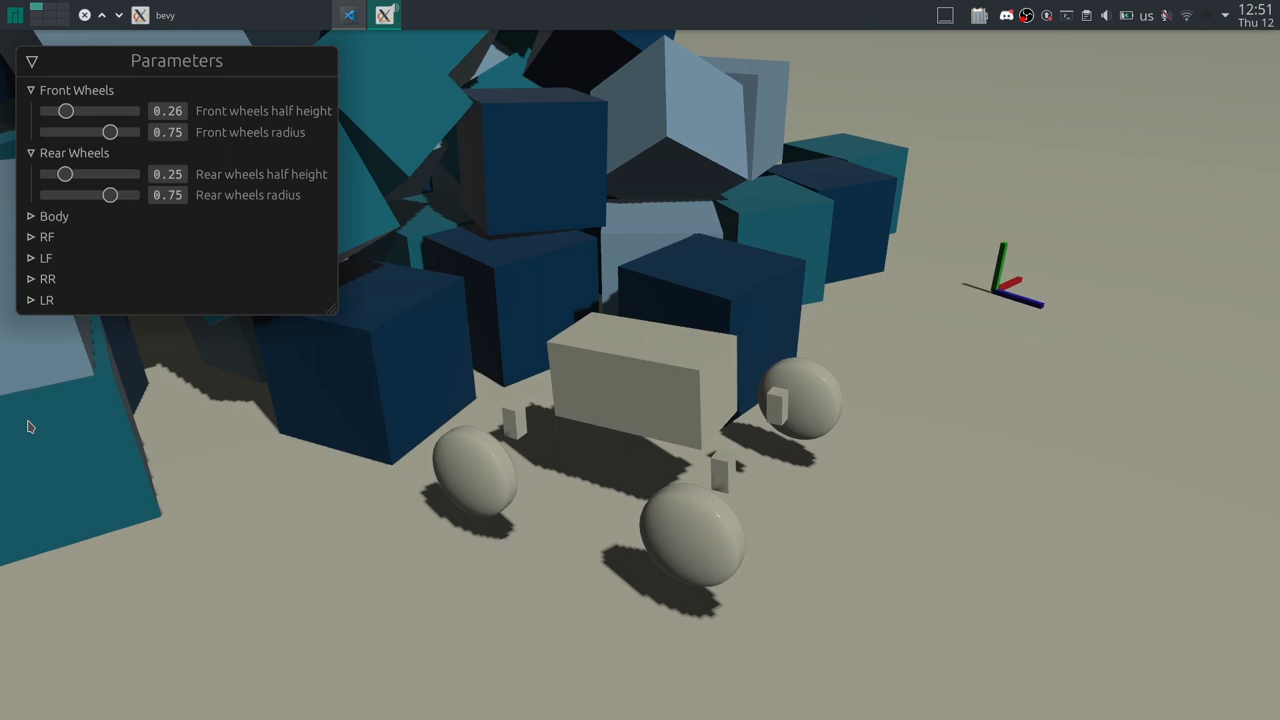 bevy
us
12:51
Thu 12
Parameters
Front Wheels
0.26 Front wheels half height
0.75 Front wheels radius
Rear Wheels
0.25 Rear wheels half height
0.75 Rear wheels radius
Body
RF
LF
RR
LR